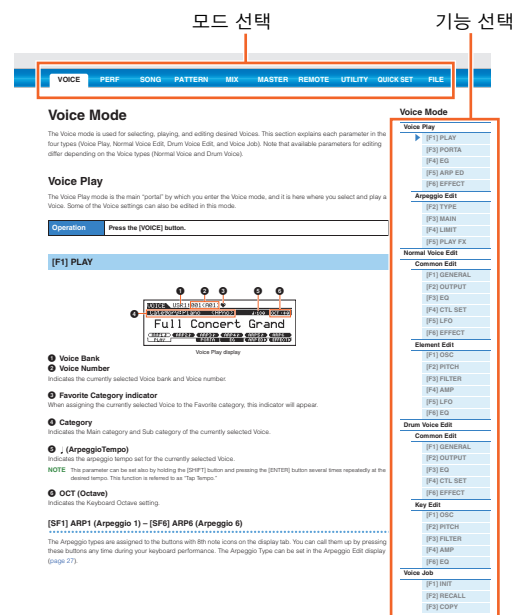 모드 선택
기능 선택
VOICE PERF SONG PATTERN MIX MASTER REMOTE UTILITY QUICK SET FILE
Voice Mode
The Voice mode is used for selecting, playing, and editing desired Voices. This section explains each parameter in the
four types (Voice Play, Normal Voice Edit, Drum Voice Edit, and Voice Job). Note that available parameters for editing
differ depending on the Voice types (Normal Voice and Drum Voice).
Voice Play
The Voice Play mode is the main “portal” by which you enter the Voice mode, and it is here where you select and play a
Voice. Some of the Voice settings can also be edited in this mode.
Operation Press the [VOICE] button.
[F1] PLAY
❶ ❷ ❸ ❺ ❻
❹
VOICE USR1 001(A01)
Full Concert Grand
Voice Play display
❶ Voice Bank
❷ Voice Number
Indicates the currently selected Voice bank and Voice number.
❸ Favorite Category indicator
When assigning the currently selected Voice to the Favorite category, this indicator will appear.
❹ Category
Indicates the Main category and Sub category of the currently selected Voice.
❺ ♩ (ArpeggioTempo)
Indicates the arpeggio tempo set for the currently selected Voice.
NOTE This parameter can be set also by holding the [SHIFT] button and pressing the [ENTER] button several times repeatedly at the
desired tempo. This function is referred to as “Tap Tempo.”
❻ OCT (Octave)
Indicates the Keyboard Octave setting.
[SF1] ARP1 (Arpeggio 1) – [SF6] ARP6 (Arpeggio 6)
The Arpeggio types are assigned to the buttons with 8th note icons on the display tab. You can call them up by pressing
these buttons any time during your keyboard performance. The Arpeggio Type can be set in the Arpeggio Edit display
(page 27).
Voice Mode
Voice Play
[F1] PLAY
[F2] PORTA
[F4] EG
[F5] ARP ED
[F6] EFFECT
Arpeggio Edit
[F2] TYPE
[F3] MAIN
[F4] LIMIT
[F5] PLAY FX
Normal Voice Edit
Common Edit
[F1] GENERAL
[F2] OUTPUT
[F3] EQ
[F4] CTL SET
[F5] LFO
[F6] EFFECT
Element Edit
[F1] OSC
[F2] PITCH
[F3] FILTER
[F4] AMP
[F5] LFO
[F6] EQ
Drum Voice Edit
Common Edit
[F1] GENERAL
[F2] OUTPUT
[F3] EQ
[F4] CTL SET
[F6] EFFECT
Key Edit
[F1] OSC
[F2] PITCH
[F3] FILTER
[F4] AMP
[F6] EQ
Voice Job
[F1] INIT
[F2] RECALL
[F3] COPY